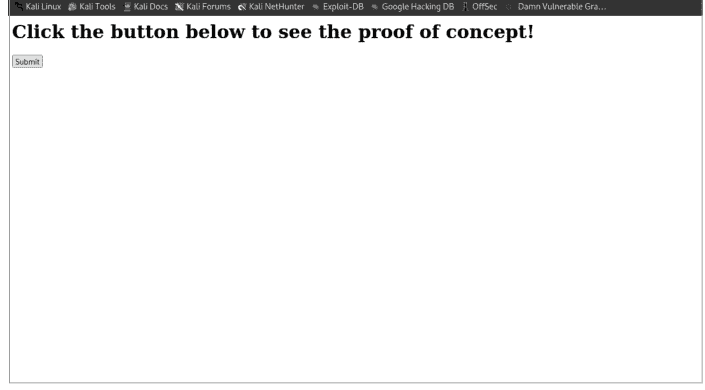 Kali Linux Kali Tools Kali Docs Kali Forums Kali NetHunter Exploit-DB Google Hacking DB OffSec Damn Vulnerable Gra...
Click the button below to see the proof of concept!
Submit